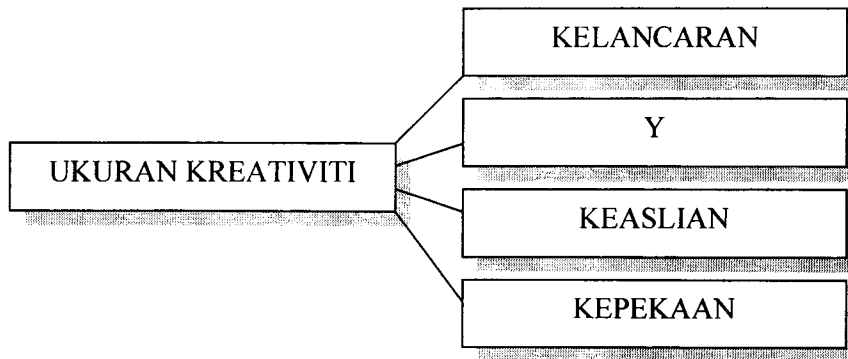 KELANCARAN
Y
UKURAN KREATIVITI
KEASLIAN
KEPEKAAN